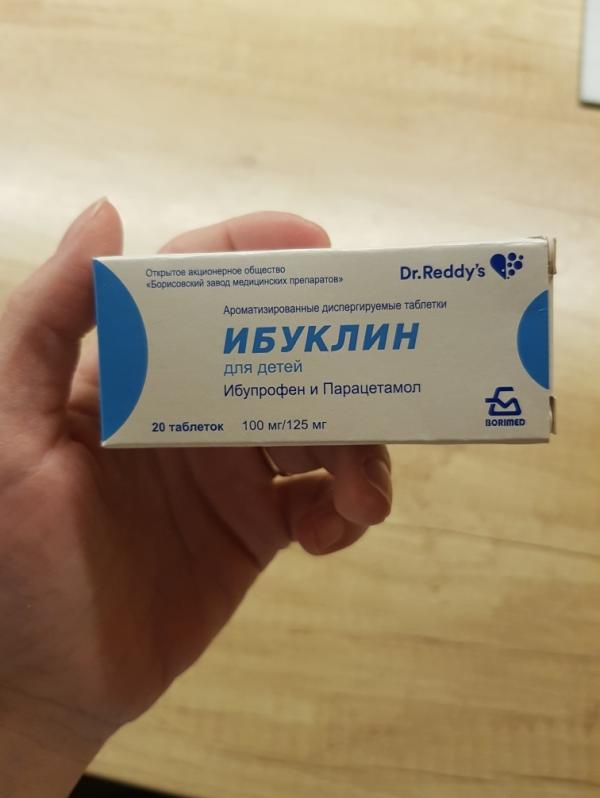 Открытое акционерное общество
«Борисовский завод медицинских препаратов»
Dr.Reddy's
Ароматизированные диспергируемые таблетки
ИБУКЛИН
для детей
Ибупрофен и Парацетамол
20 таблеток 100 мг/125 мг
BORIMED